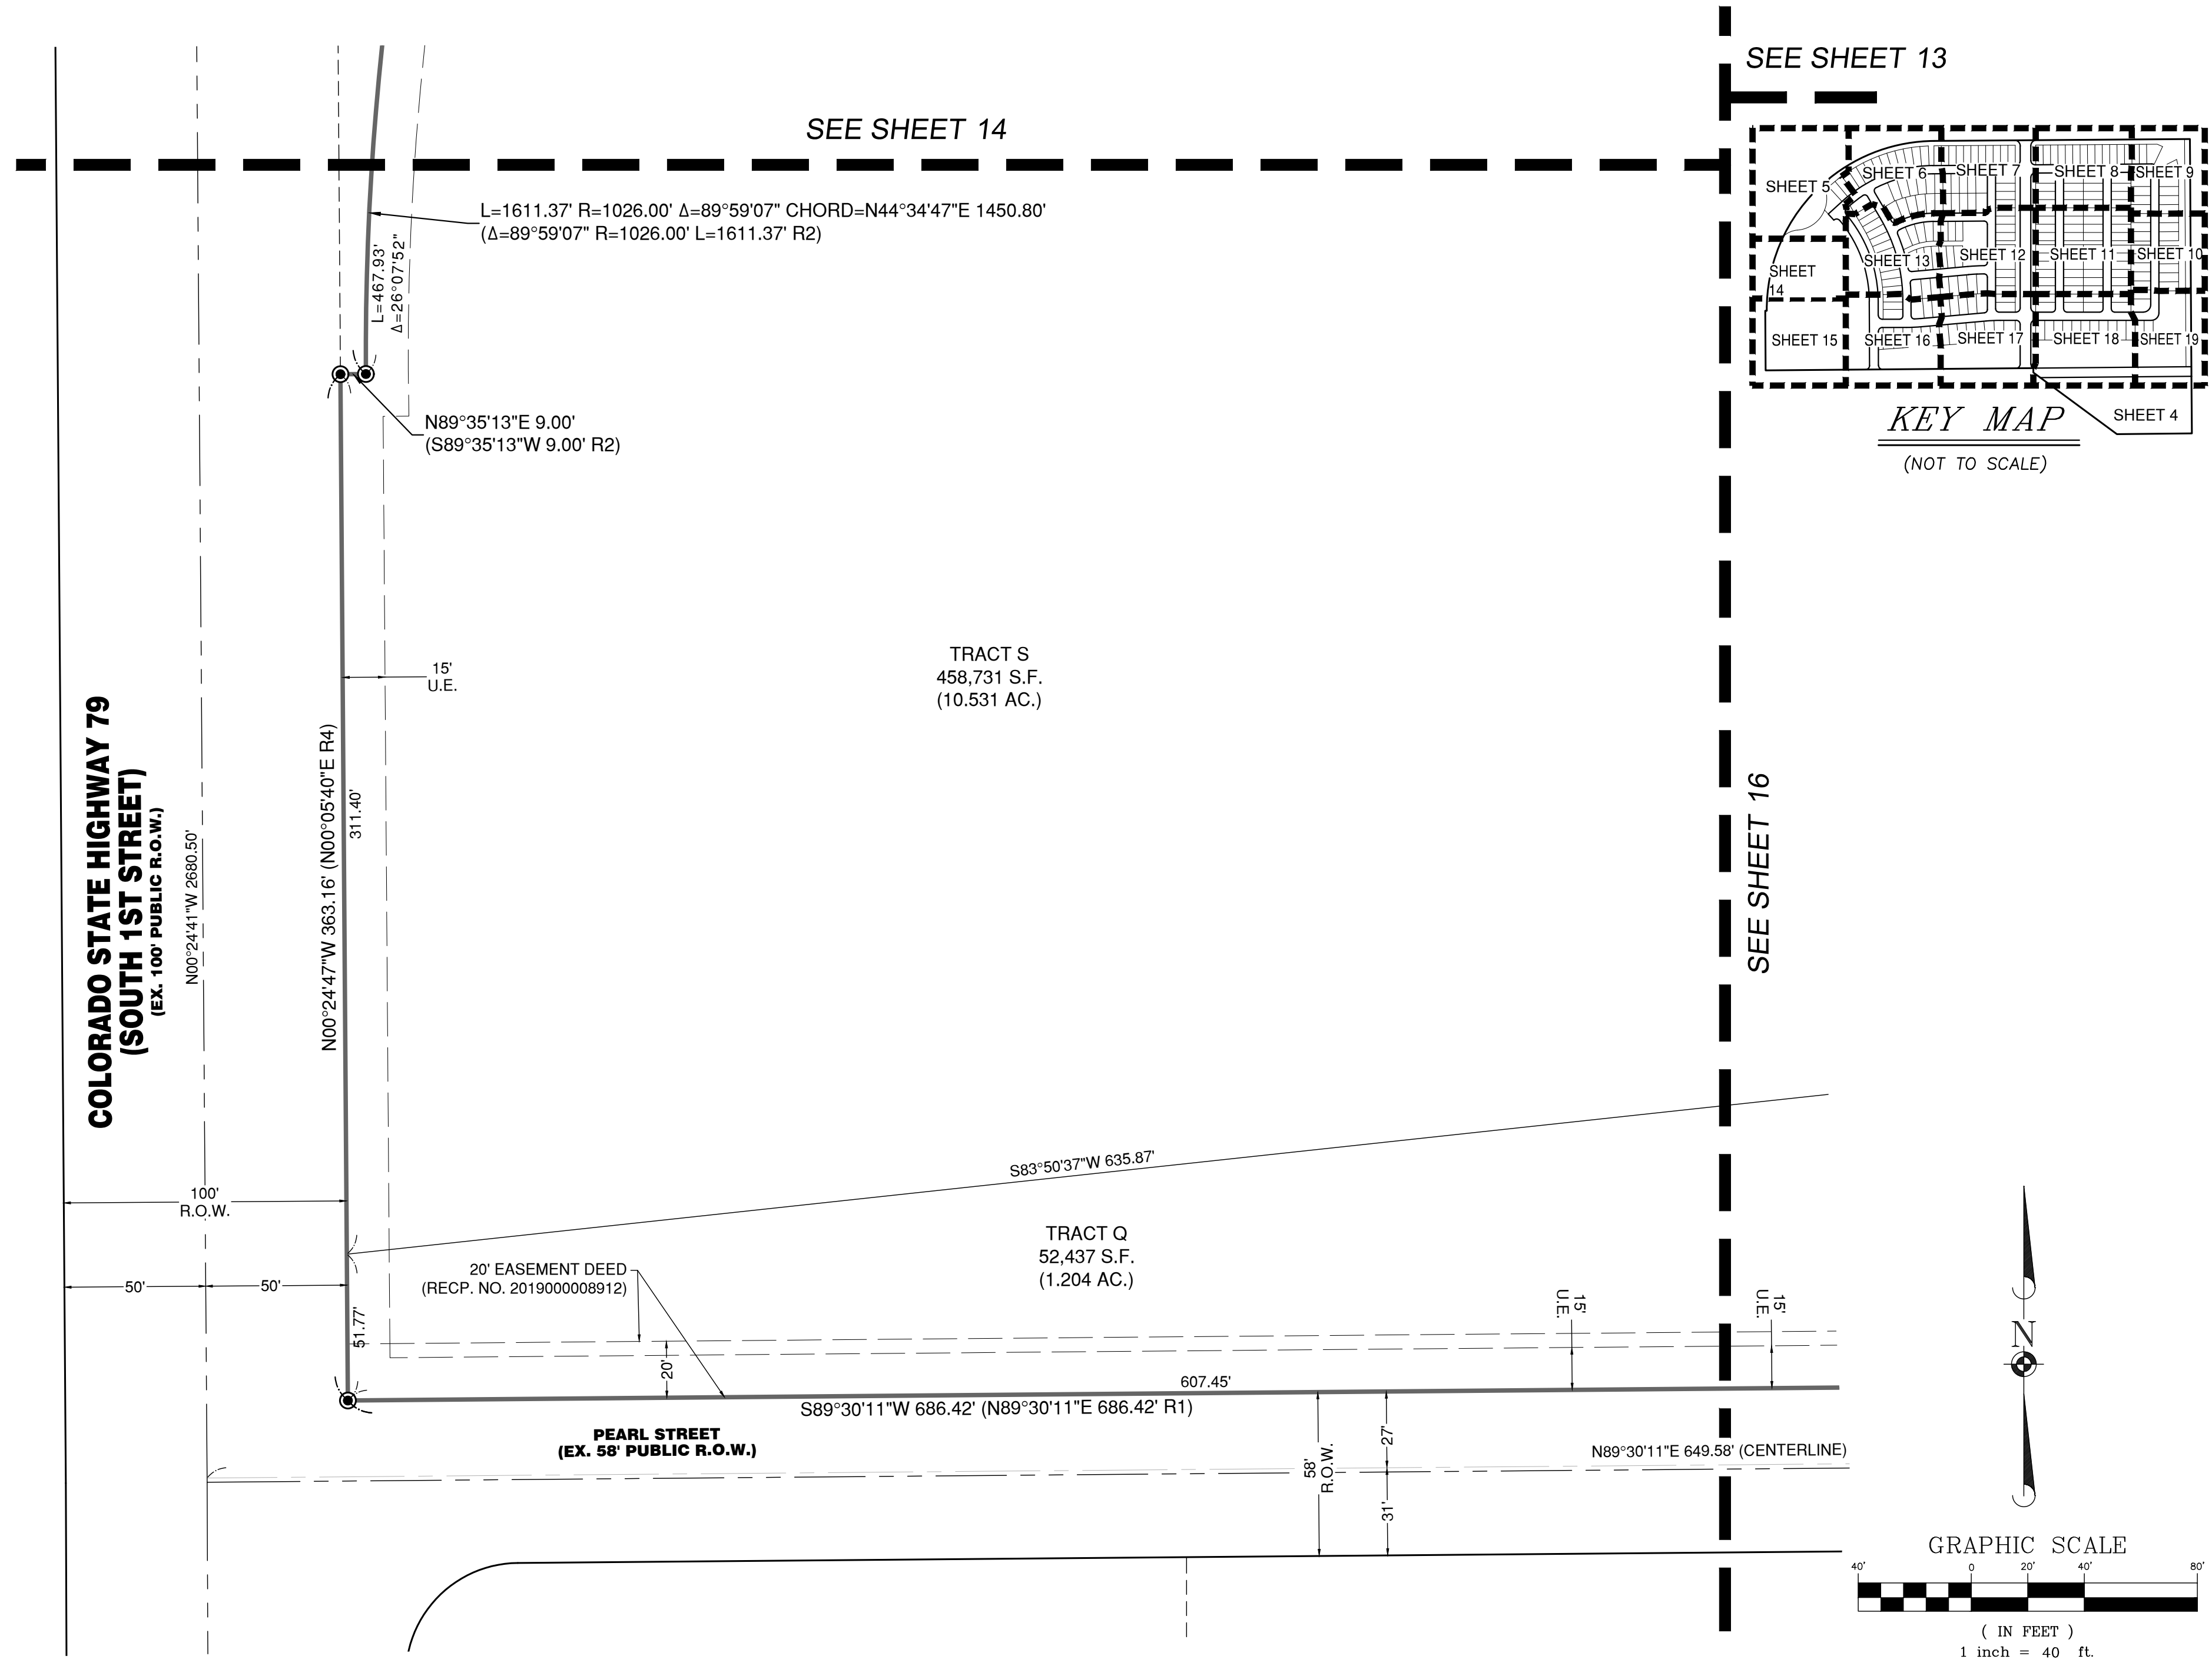 SEE SHEET 13
SEE SHEET 14
L=1611.37' R=1026.00' Δ=89°59'07" CHORD=N44°34'47"E 1450.80'
(Δ=89°59'07" R=1026.00' L=1611.37' R2)
L=467.93'
Δ=26°07'52"
N89°35'13"E 9.00'
(S89°35'13"W 9.00' R2)
SHEET 5
SHEET 6
SHEET 7
SHEET 8
SHEET 9
SHEET
14
SHEET 13
SHEET 12
SHEET 11
SHEET 10
SHEET 15
SHEET 16
SHEET 17
SHEET 18
SHEET 19
SHEET 4
KEY MAP
(NOT TO SCALE)
TRACT S
458,731 S.F.
(10.531 AC.)
15'
U.E.
COLORADO STATE HIGHWAY 79
(SOUTH 1ST STREET)
(EX. 100' PUBLIC R.O.W.)
N00°24'41"W 2680.50'
N00°24'47"W 363.16' (N00°05'40"E R4)
311.40'
SEE SHEET 16
S83°50'37"W 635.87'
100'
R.O.W.
50'
50'
51.77'
TRACT Q
52,437 S.F.
(1.204 AC.)
20' EASEMENT DEED
(RECP. NO. 2019000008912)
20'
15'
U.E.
15'
U.E.
607.45'
S89°30'11"W 686.42' (N89°30'11"E 686.42' R1)
PEARL STREET
(EX. 58' PUBLIC R.O.W.)
58'
R.O.W.
27'
31'
N89°30'11"E 649.58' (CENTERLINE)
N
GRAPHIC SCALE
40' 0 20' 40' 80'
( IN FEET )
1 inch = 40 ft.